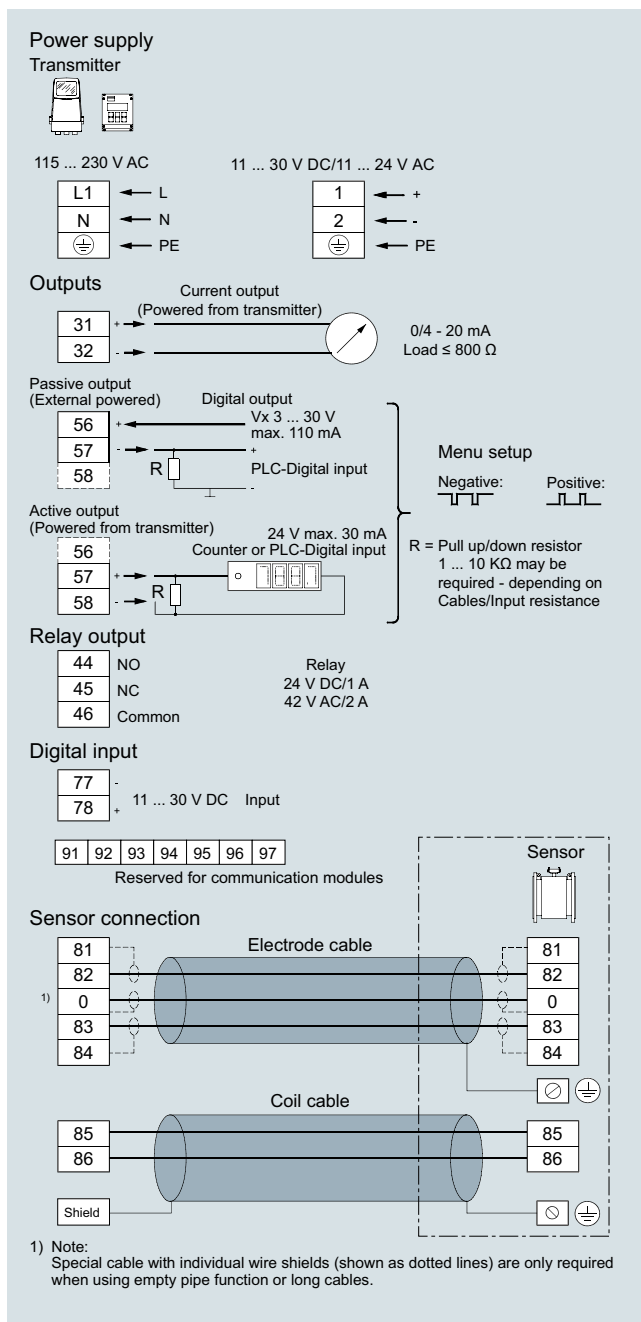 Power supply
Transmitter
115 ... 230 V AC
L1 L
N N
PE
11 ... 30 V DC/11 ... 24 V AC
1 +
2 -
PE
Outputs
Current output
(Powered from transmitter)
31 +
32 -
0/4 - 20 mA
Load ≤ 800 Ω
Passive output
(External powered)
Digital output
56 +
57 -
58
Vx 3 ... 30 V
max. 110 mA
+
R PLC-Digital input
-
Active output
(Powered from transmitter)
24 V max. 30 mA
Counter or PLC-Digital input
56
57 +
58 -
R
Menu setup
Negative: Positive:
R = Pull up/down resistor
1 ... 10 KΩ may be
required - depending on
Cables/Input resistance
Relay output
44 NO
45 NC
46 Common
Relay
24 V DC/1 A
42 V AC/2 A
Digital input
77 -
78 +
11 ... 30 V DC Input
91 92 93 94 95 96 97
Reserved for communication modules
Sensor
Sensor connection
Electrode cable
81 81
82 82
1) 0 0
83 83
84 84
Coil cable
85 85
86 86
Shield
1) Note:
Special cable with individual wire shields (shown as dotted lines) are only required
when using empty pipe function or long cables.